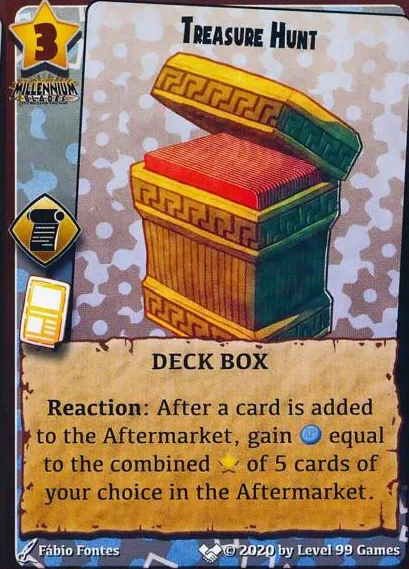 TREASURE HUNT
3
MILLENNIUM
BLADES
DECK BOX
Reaction: After a card is added
to the Aftermarket, gain equal
to the combined of 5 cards of
your choice in the Aftermarket.
Fábio Fontes
© 2020 by Level 99 Games